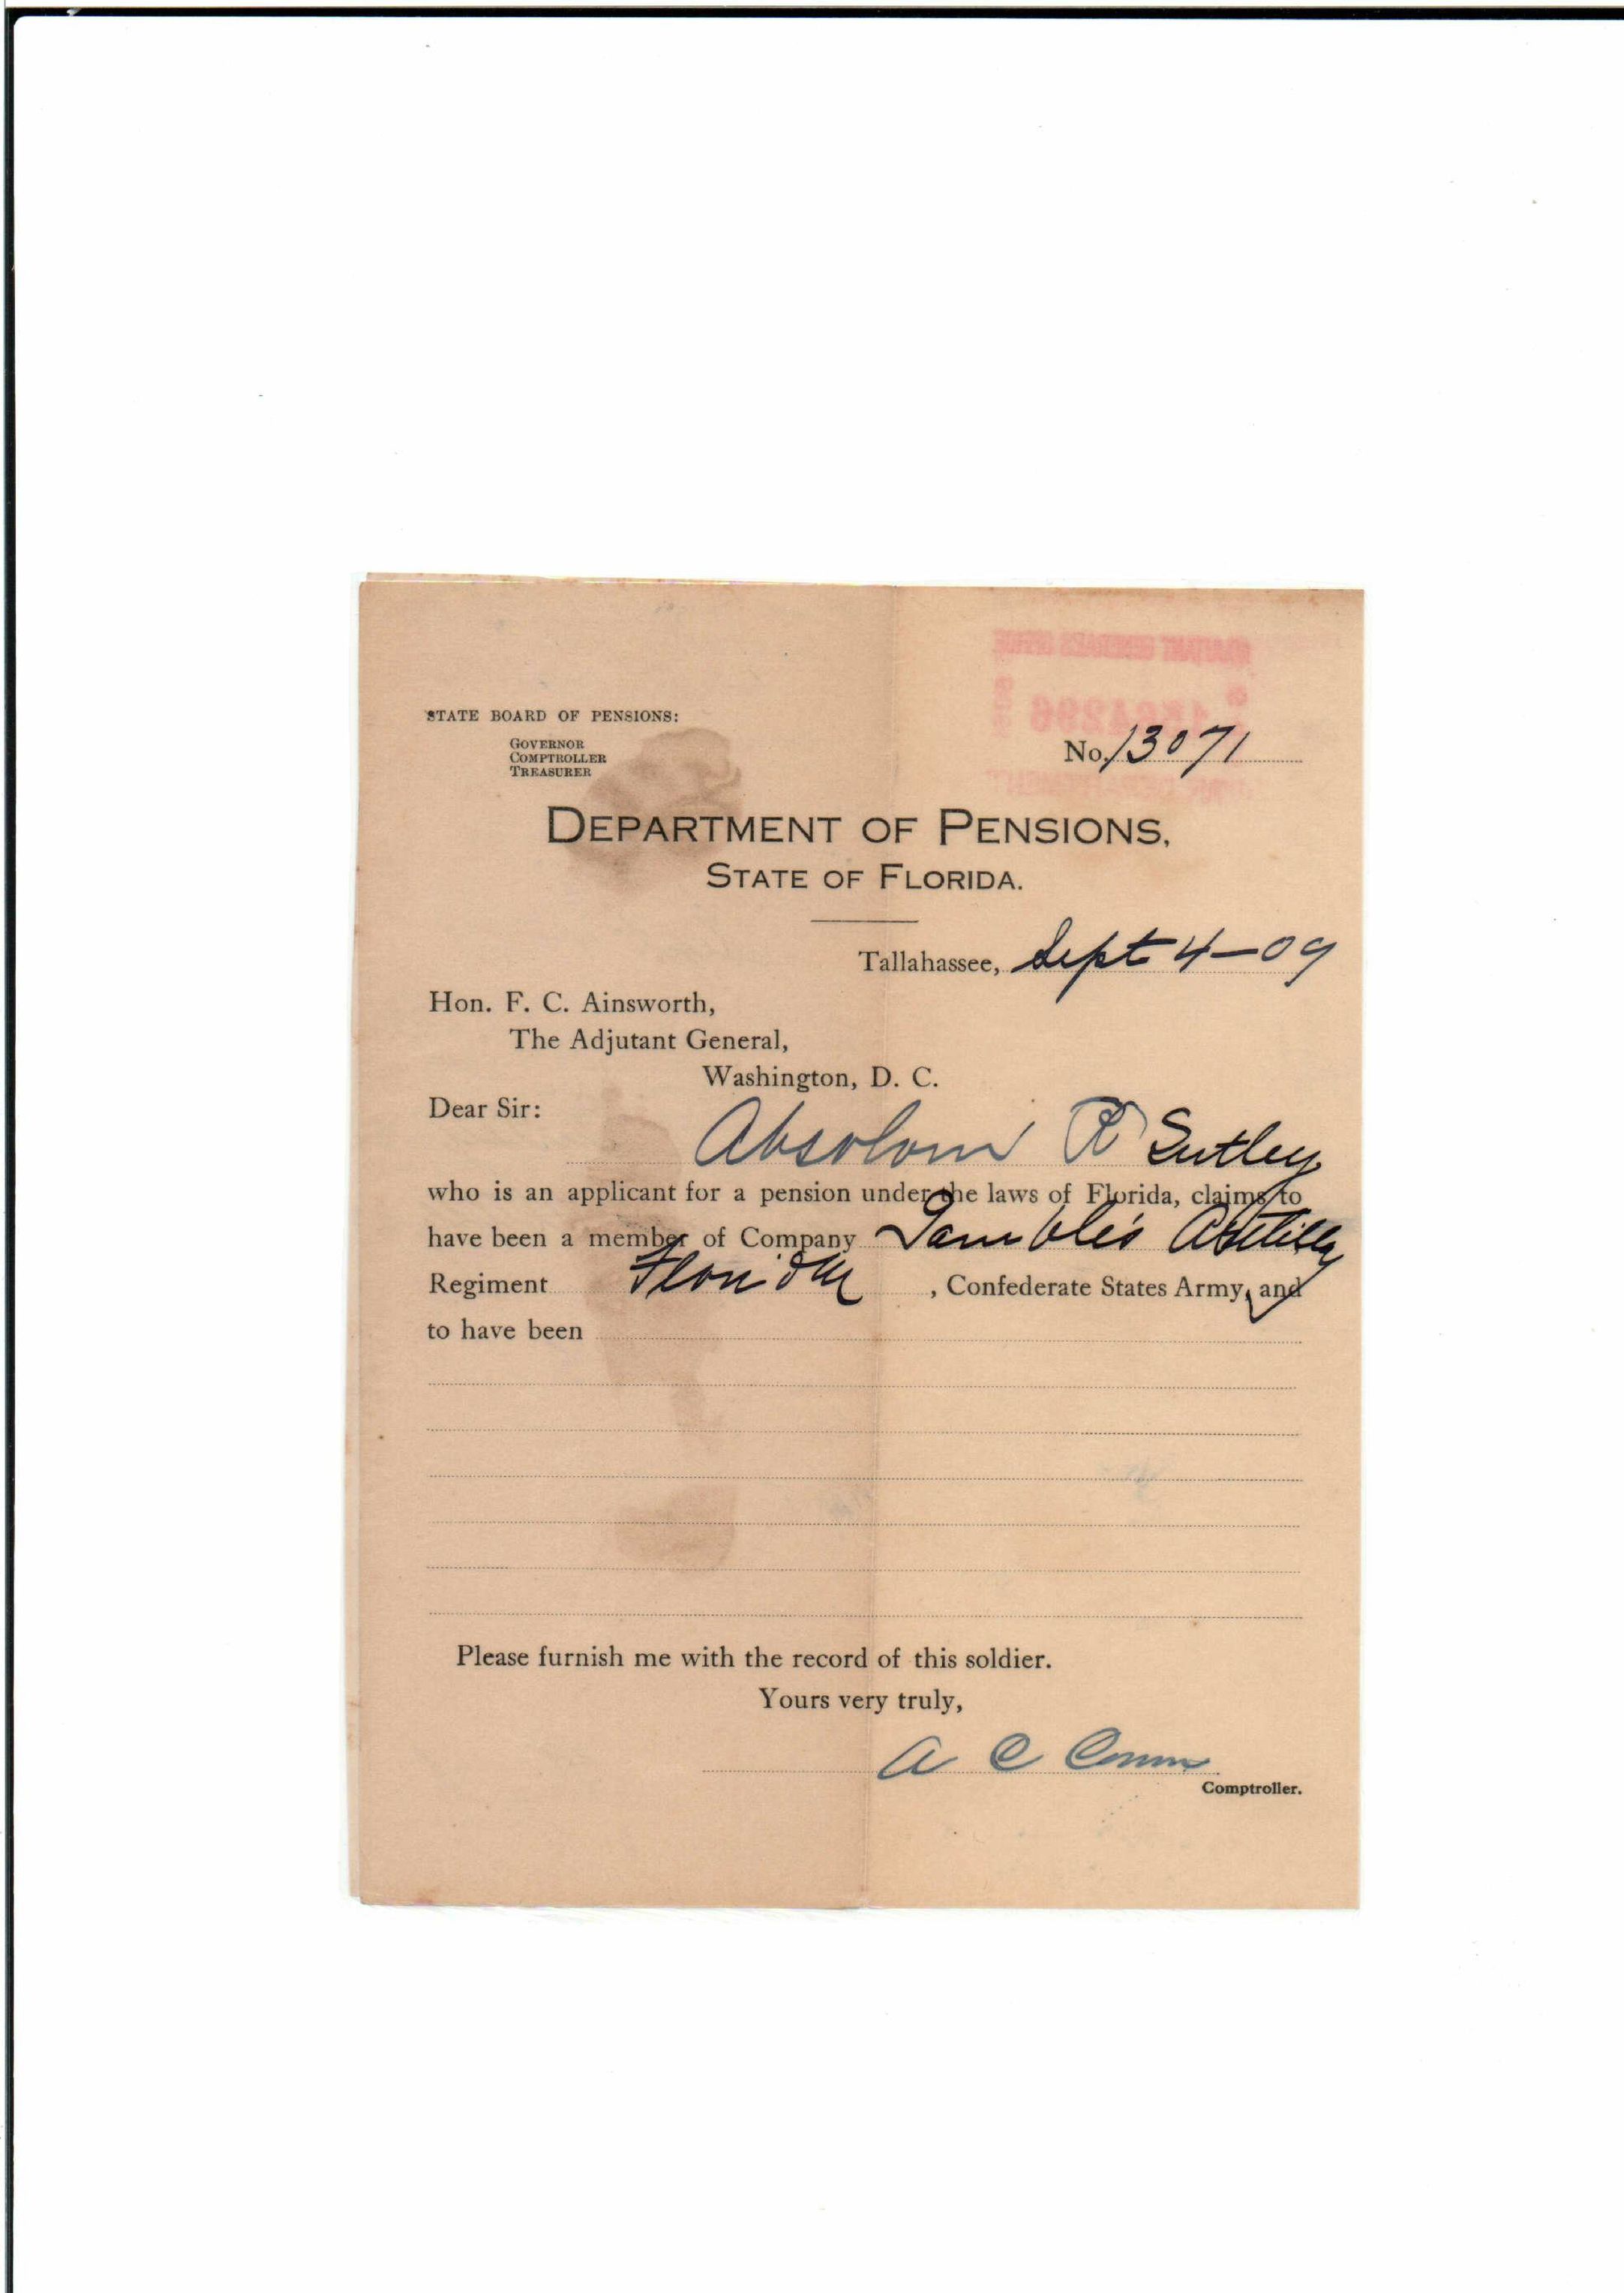 STATE BOARD OF PENSIONS:
GOVERNOR
COMPTROLLER
TREASURER
No. 13071
DEPARTMENT OF PENSIONS,
STATE OF FLORIDA.
Tallahassee, Sept 4-09
Hon. F. C. Ainsworth,
The Adjutant General,
Washington, D. C.
Dear Sir:
Absolom R Sutley
who is an applicant for a pension under the laws of Florida, claims to
have been a member of Company Gamble's Artillery
Regiment Florida, Confederate States Army, and
to have been
Please furnish me with the record of this soldier.
Yours very truly,
A C Croom
Comptroller.